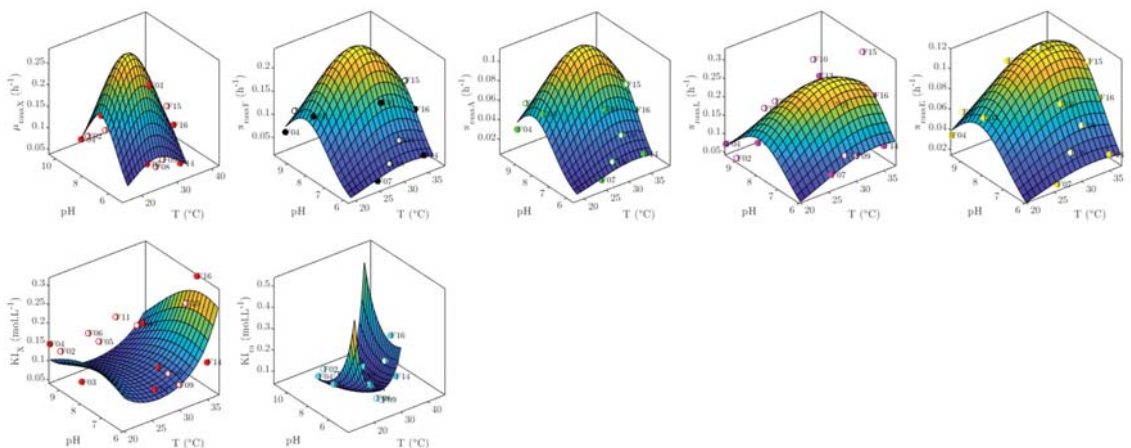 μmaxX (h⁻¹)
0.25
0.2
0.15
0.1
0.05
10
8
6
pH
20
30
40
T (°C)
F01
F15
F16
F02
F08
πmaxF (h⁻¹)
0.2
0.15
0.1
0.05
9
8
7
6
pH
20
25
30
35
T (°C)
F04
F15
F16
F07
πmaxA (h⁻¹)
0.1
0.08
0.06
0.04
0.02
9
8
7
6
pH
20
25
30
35
T (°C)
F04
F15
F16
F07
πmaxL (h⁻¹)
0.3
0.25
0.2
0.15
0.1
0.05
9
8
7
6
pH
20
25
30
35
T (°C)
F10
F15
F16
F04
F02
F07
F09
πmaxE (h⁻¹)
0.12
0.1
0.08
0.06
0.04
0.02
9
8
7
6
pH
20
25
30
35
T (°C)
F04
F15
F16
F07
KIX (mol.L⁻¹)
0.3
0.25
0.2
0.15
0.1
0.05
9
8
7
6
pH
20
25
30
35
T (°C)
F16
F11
F06
F05
F04
F02
F03
F14
F09
(mol.L⁻¹)
0.5
0.4
0.3
0.2
0.1
10
8
6
pH
20
30
40
T (°C)
F16
F02
F14
F09